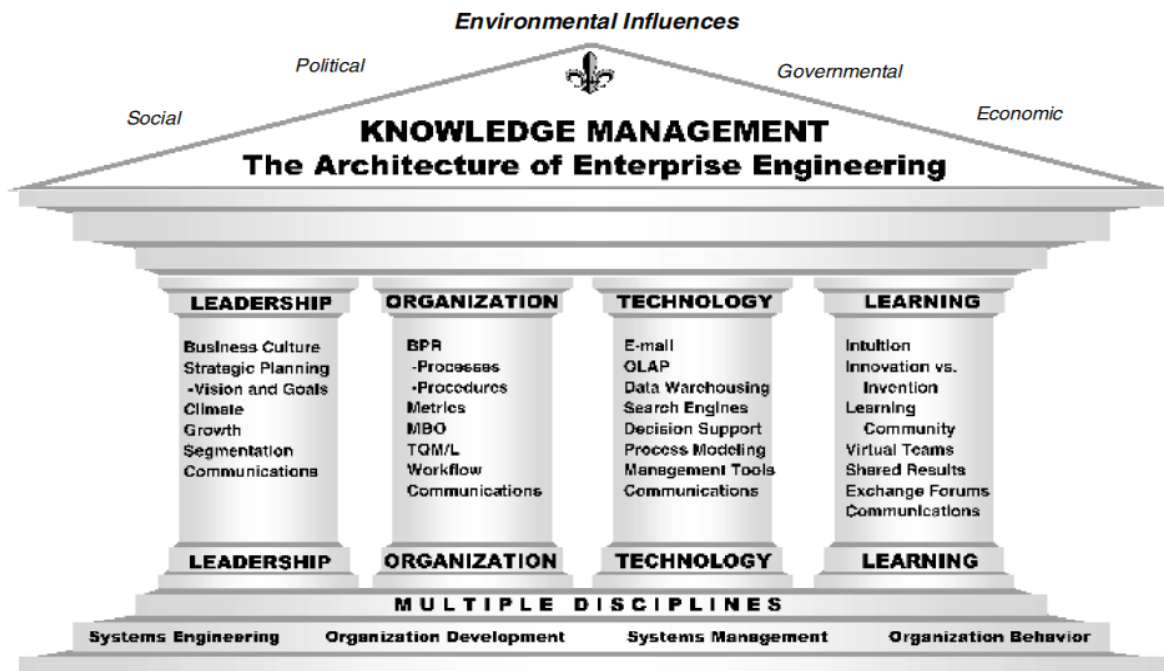 Environmental Influences
Political
Governmental
Social
Economic
KNOWLEDGE MANAGEMENT
The Architecture of Enterprise Engineering
LEADERSHIP
Business Culture
Strategic Planning
-Vision and Goals
Climate
Growth
Segmentation
Communications
LEADERSHIP
ORGANIZATION
BPR
-Processes
-Procedures
Metrics
MBO
TQM/L
Workflow
Communications
ORGANIZATION
TECHNOLOGY
E-mail
OLAP
Data Warehousing
Search Engines
Decision Support
Process Modeling
Management Tools
Communications
TECHNOLOGY
LEARNING
Intuition
Innovation vs.
Invention
Learning
Community
Virtual Teams
Shared Results
Exchange Forums
Communications
LEARNING
MULTIPLE DISCIPLINES
Systems Engineering Organization Development Systems Management Organization Behavior